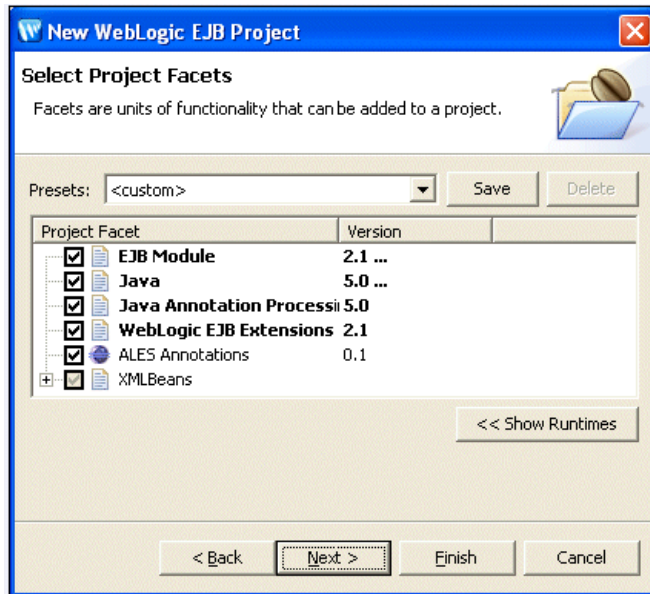 New WebLogic EJB Project
Select Project Facets
Facets are units of functionality that can be added to a project.
Presets: <custom> Save Delete
Project Facet Version
EJB Module 2.1 ...
Java 5.0 ...
Java Annotation Processi 5.0
WebLogic EJB Extensions 2.1
ALES Annotations 0.1
XMLBeans
<< Show Runtimes
< Back Next > Finish Cancel